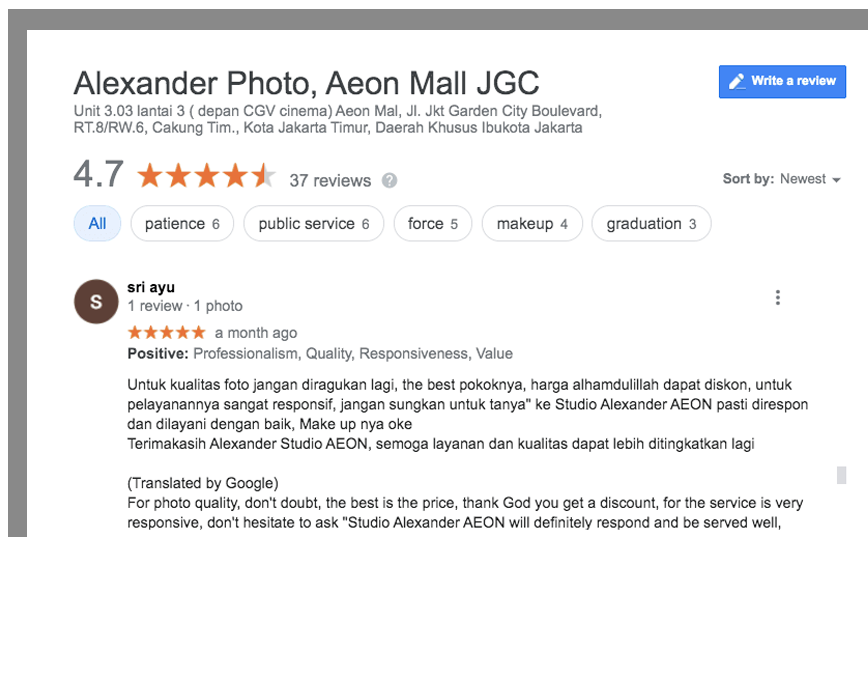 Alexander Photo, Aeon Mall JGC
Write a review
Unit 3.03 lantai 3 ( depan CGV cinema) Aeon Mal, Jl. Jkt Garden City Boulevard,
RT.8/RW.6, Cakung Tim., Kota Jakarta Timur, Daerah Khusus Ibukota Jakarta
4.7 37 reviews ?
Sort by: Newest
All patience 6 public service 6 force 5 makeup 4 graduation 3
S
sri ayu
1 review · 1 photo
a month ago
Positive: Professionalism, Quality, Responsiveness, Value
Untuk kualitas foto jangan diragukan lagi, the best pokoknya, harga alhamdulillah dapat diskon, untuk
pelayanannya sangat responsif, jangan sungkan untuk tanya" ke Studio Alexander AEON pasti direspon
dan dilayani dengan baik, Make up nya oke
Terimakasih Alexander Studio AEON, semoga layanan dan kualitas dapat lebih ditingkatkan lagi
(Translated by Google)
For photo quality, don't doubt, the best is the price, thank God you get a discount, for the service is very
responsive, don't hesitate to ask "Studio Alexander AEON will definitely respond and be served well,